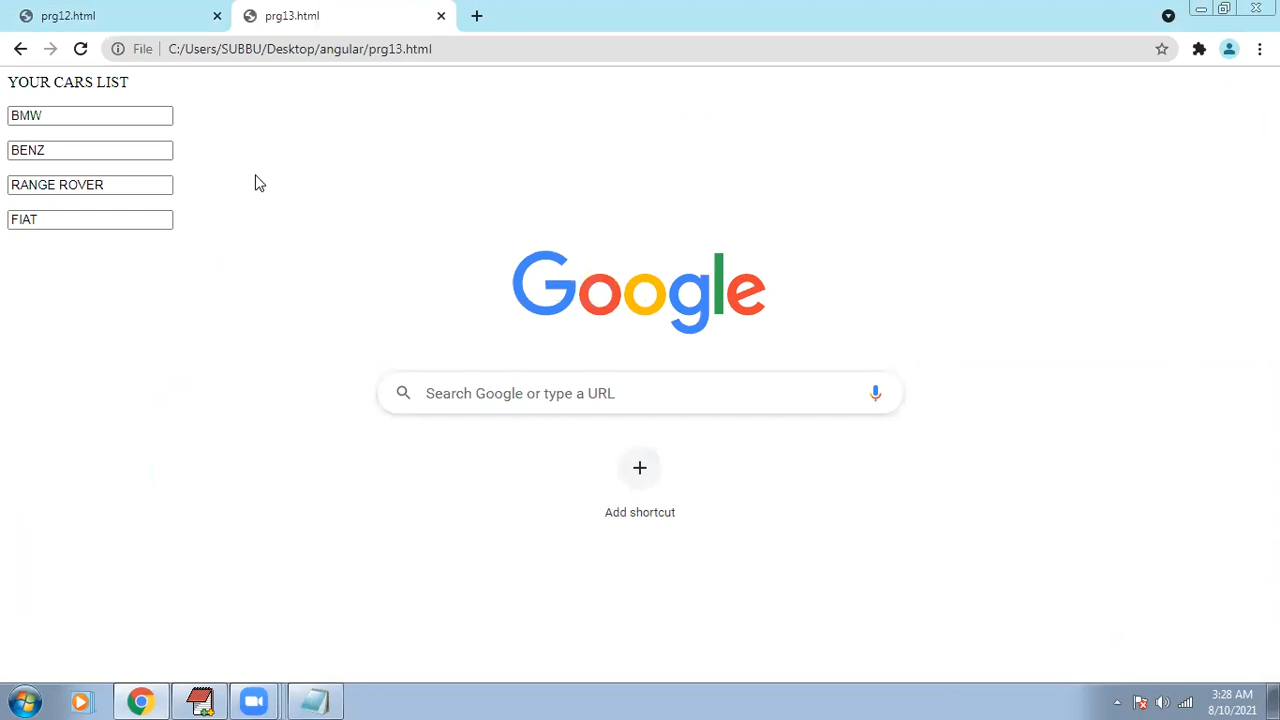 prg12.html
prg13.html
File
C:/Users/SUBBU/Desktop/angular/prg13.html
YOUR CARS LIST
BMW
BENZ
RANGE ROVER
FIAT
Google
Search Google or type a URL
Add shortcut
3:28 AM
8/10/2021